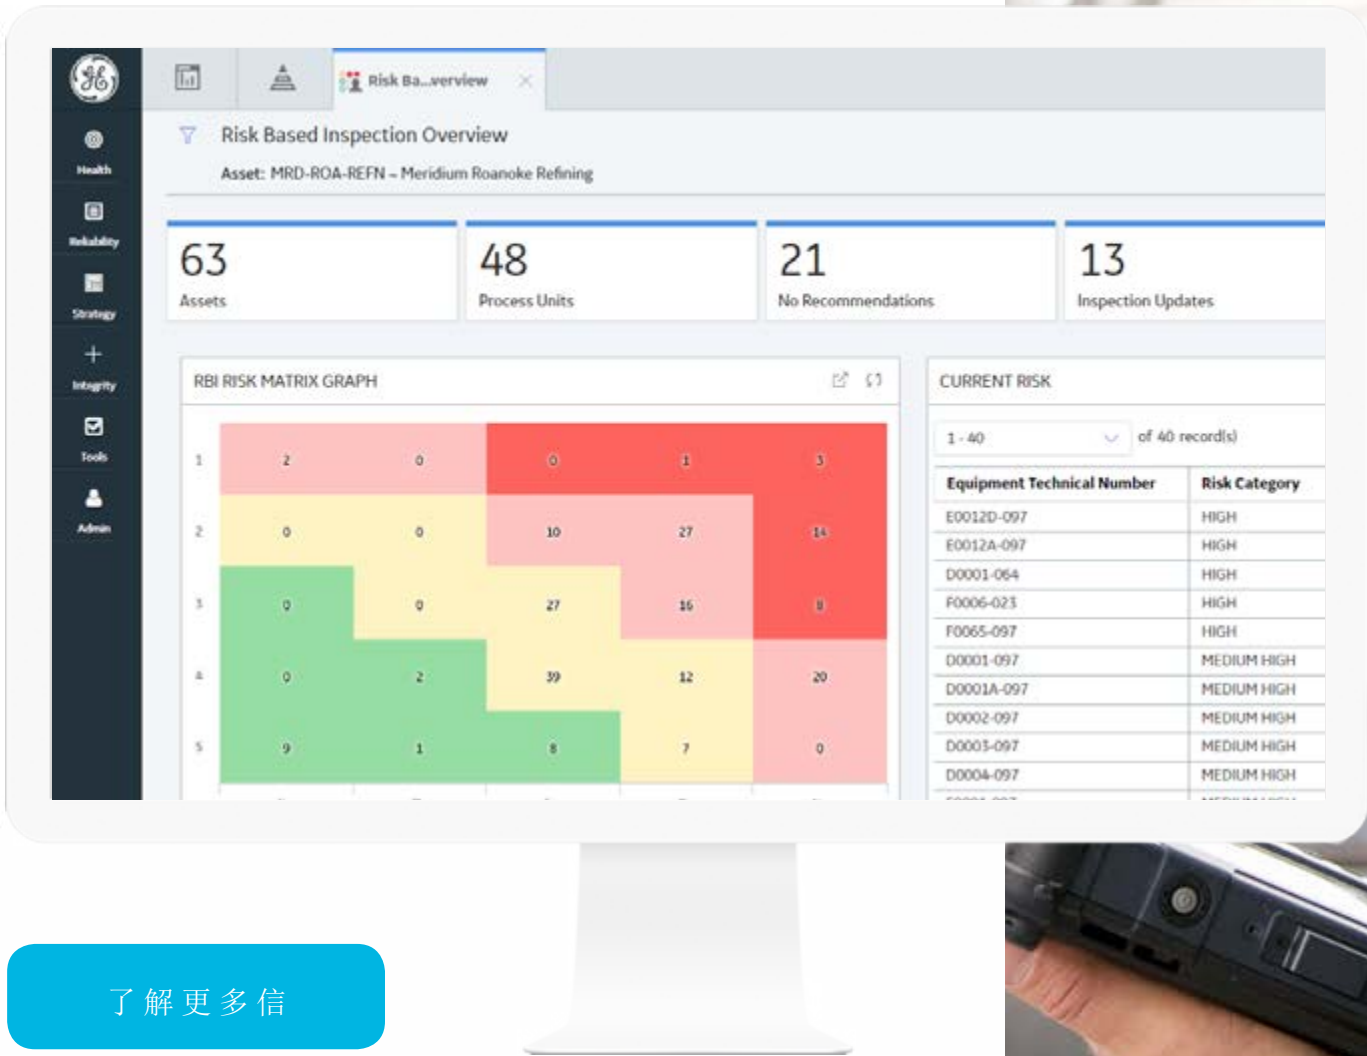 Risk Ba...verview
Risk Based Inspection Overview
Asset: MRD-ROA-REFN ~ Meridium Roanoke Refining
Health
Reliability
Strategy
Integrity
Tools
Admin
63
Assets
48
Process Units
21
No Recommendations
13
Inspection Updates
RBI RISK MATRIX GRAPH
1 2 0 0 1 3
2 0 0 10 27 14
3 0 0 27 16 8
4 0 2 39 12 20
5 9 1 8 7 0
CURRENT RISK
1 - 40 of 40 record(s)
Equipment Technical Number Risk Category
E0012D-097 HIGH
E0012A-097 HIGH
D0001-064 HIGH
F0006-023 HIGH
F0065-097 HIGH
D0001-097 MEDIUM HIGH
D0001A-097 MEDIUM HIGH
D0002-097 MEDIUM HIGH
D0003-097 MEDIUM HIGH
D0004-097 MEDIUM HIGH
了解更多信